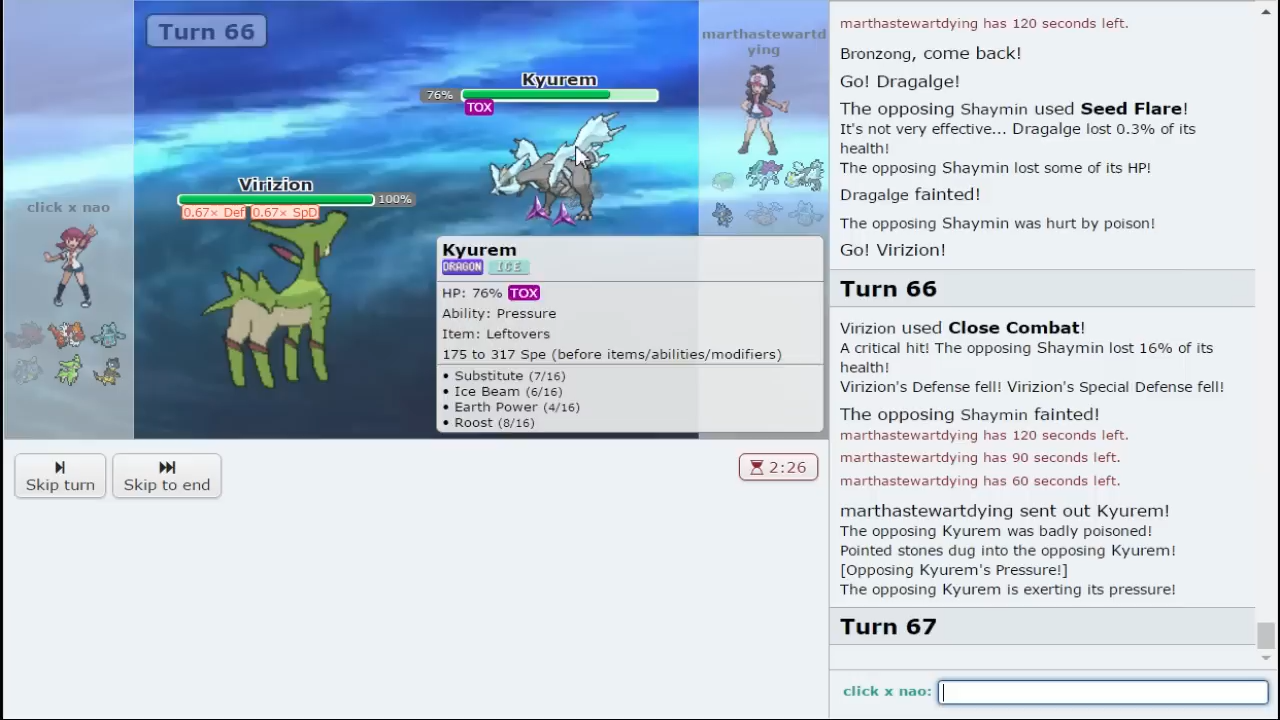 Turn 66
marthastewartd
ying
Kyurem
76%
TOX
Virizion
100%
0.67× Def 0.67× SpD
click x nao
Kyurem
DRAGON ICE
HP: 76% TOX
Ability: Pressure
Item: Leftovers
175 to 317 Spe (before items/abilities/modifiers)
• Substitute (7/16)
• Ice Beam (6/16)
• Earth Power (4/16)
• Roost (8/16)
Skip turn
Skip to end
2:26
marthastewartdying has 120 seconds left.
Bronzong, come back!
Go! Dragalge!
The opposing Shaymin used Seed Flare!
It's not very effective... Dragalge lost 0.3% of its
health!
The opposing Shaymin lost some of its HP!
Dragalge fainted!
The opposing Shaymin was hurt by poison!
Go! Virizion!
Turn 66
Virizion used Close Combat!
A critical hit! The opposing Shaymin lost 16% of its
health!
Virizion's Defense fell! Virizion's Special Defense fell!
The opposing Shaymin fainted!
marthastewartdying has 120 seconds left.
marthastewartdying has 90 seconds left.
marthastewartdying has 60 seconds left.
marthastewartdying sent out Kyurem!
The opposing Kyurem was badly poisoned!
Pointed stones dug into the opposing Kyurem!
[Opposing Kyurem's Pressure!]
The opposing Kyurem is exerting its pressure!
Turn 67
click x nao: